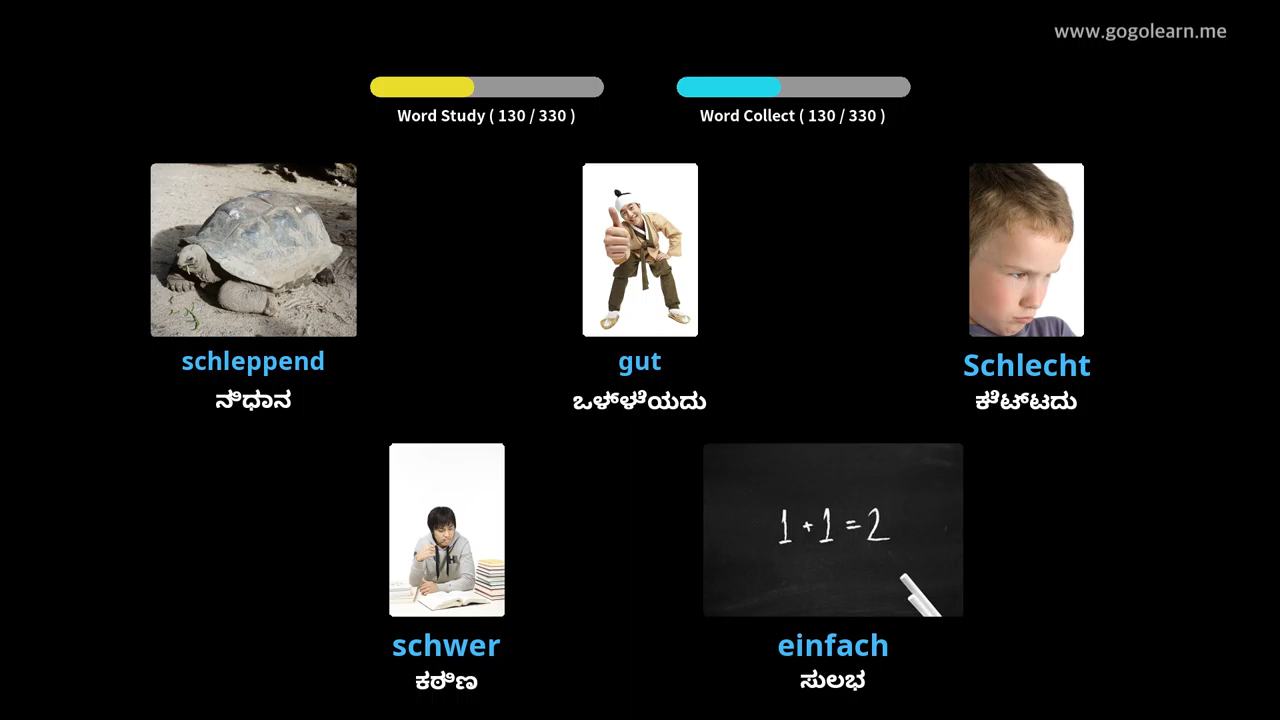 www.gogolearn.me
Word Study ( 130 / 330 )
Word Collect ( 130 / 330 )
schleppend
ನಿಧಾನ
gut
ಒಳ್ಳೆಯದು
Schlecht
ಕೆಟ್ಟದು
1 + 1 = 2
schwer
ಕಠಿಣ
einfach
ಸುಲಭ